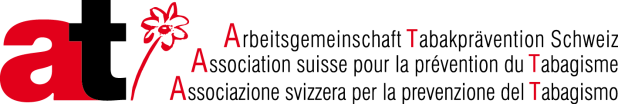 at
Arbeitsgemeinschaft Tabakprävention Schweiz
Association suisse pour la prévention du Tabagisme
Associazione svizzera per la prevenzione del Tabagismo